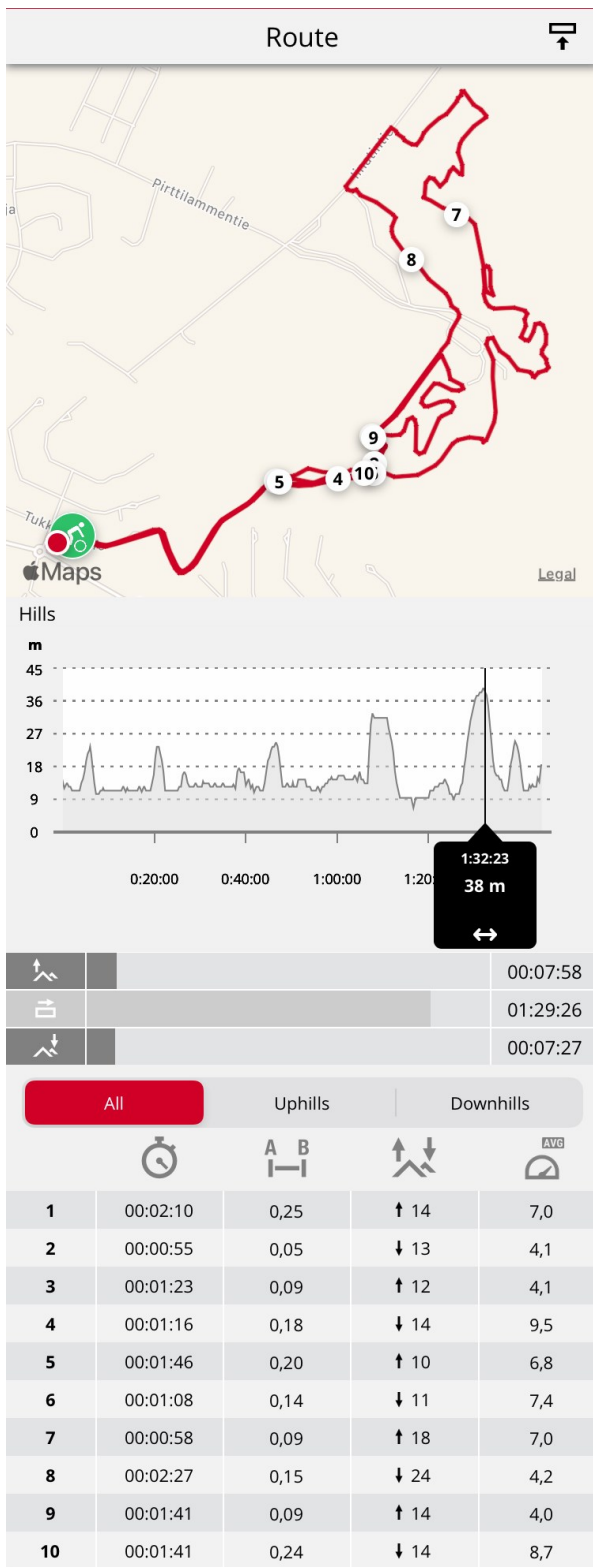 Route
ja
Pirttilammentie
7
8
9
10
5
4
Tukk
Maps
Legal
Hills
m
45
36
27
18
9
0
0:20:00 0:40:00 1:00:00 1:20:
1:32:23
38 m
00:07:58
01:29:26
00:07:27
All Uphills Downhills
A B AVG
1 00:02:10 0,25 ↑ 14 7,0
2 00:00:55 0,05 ↓ 13 4,1
3 00:01:23 0,09 ↑ 12 4,1
4 00:01:16 0,18 ↓ 14 9,5
5 00:01:46 0,20 ↑ 10 6,8
6 00:01:08 0,14 ↓ 11 7,4
7 00:00:58 0,09 ↑ 18 7,0
8 00:02:27 0,15 ↓ 24 4,2
9 00:01:41 0,09 ↑ 14 4,0
10 00:01:41 0,24 ↓ 14 8,7